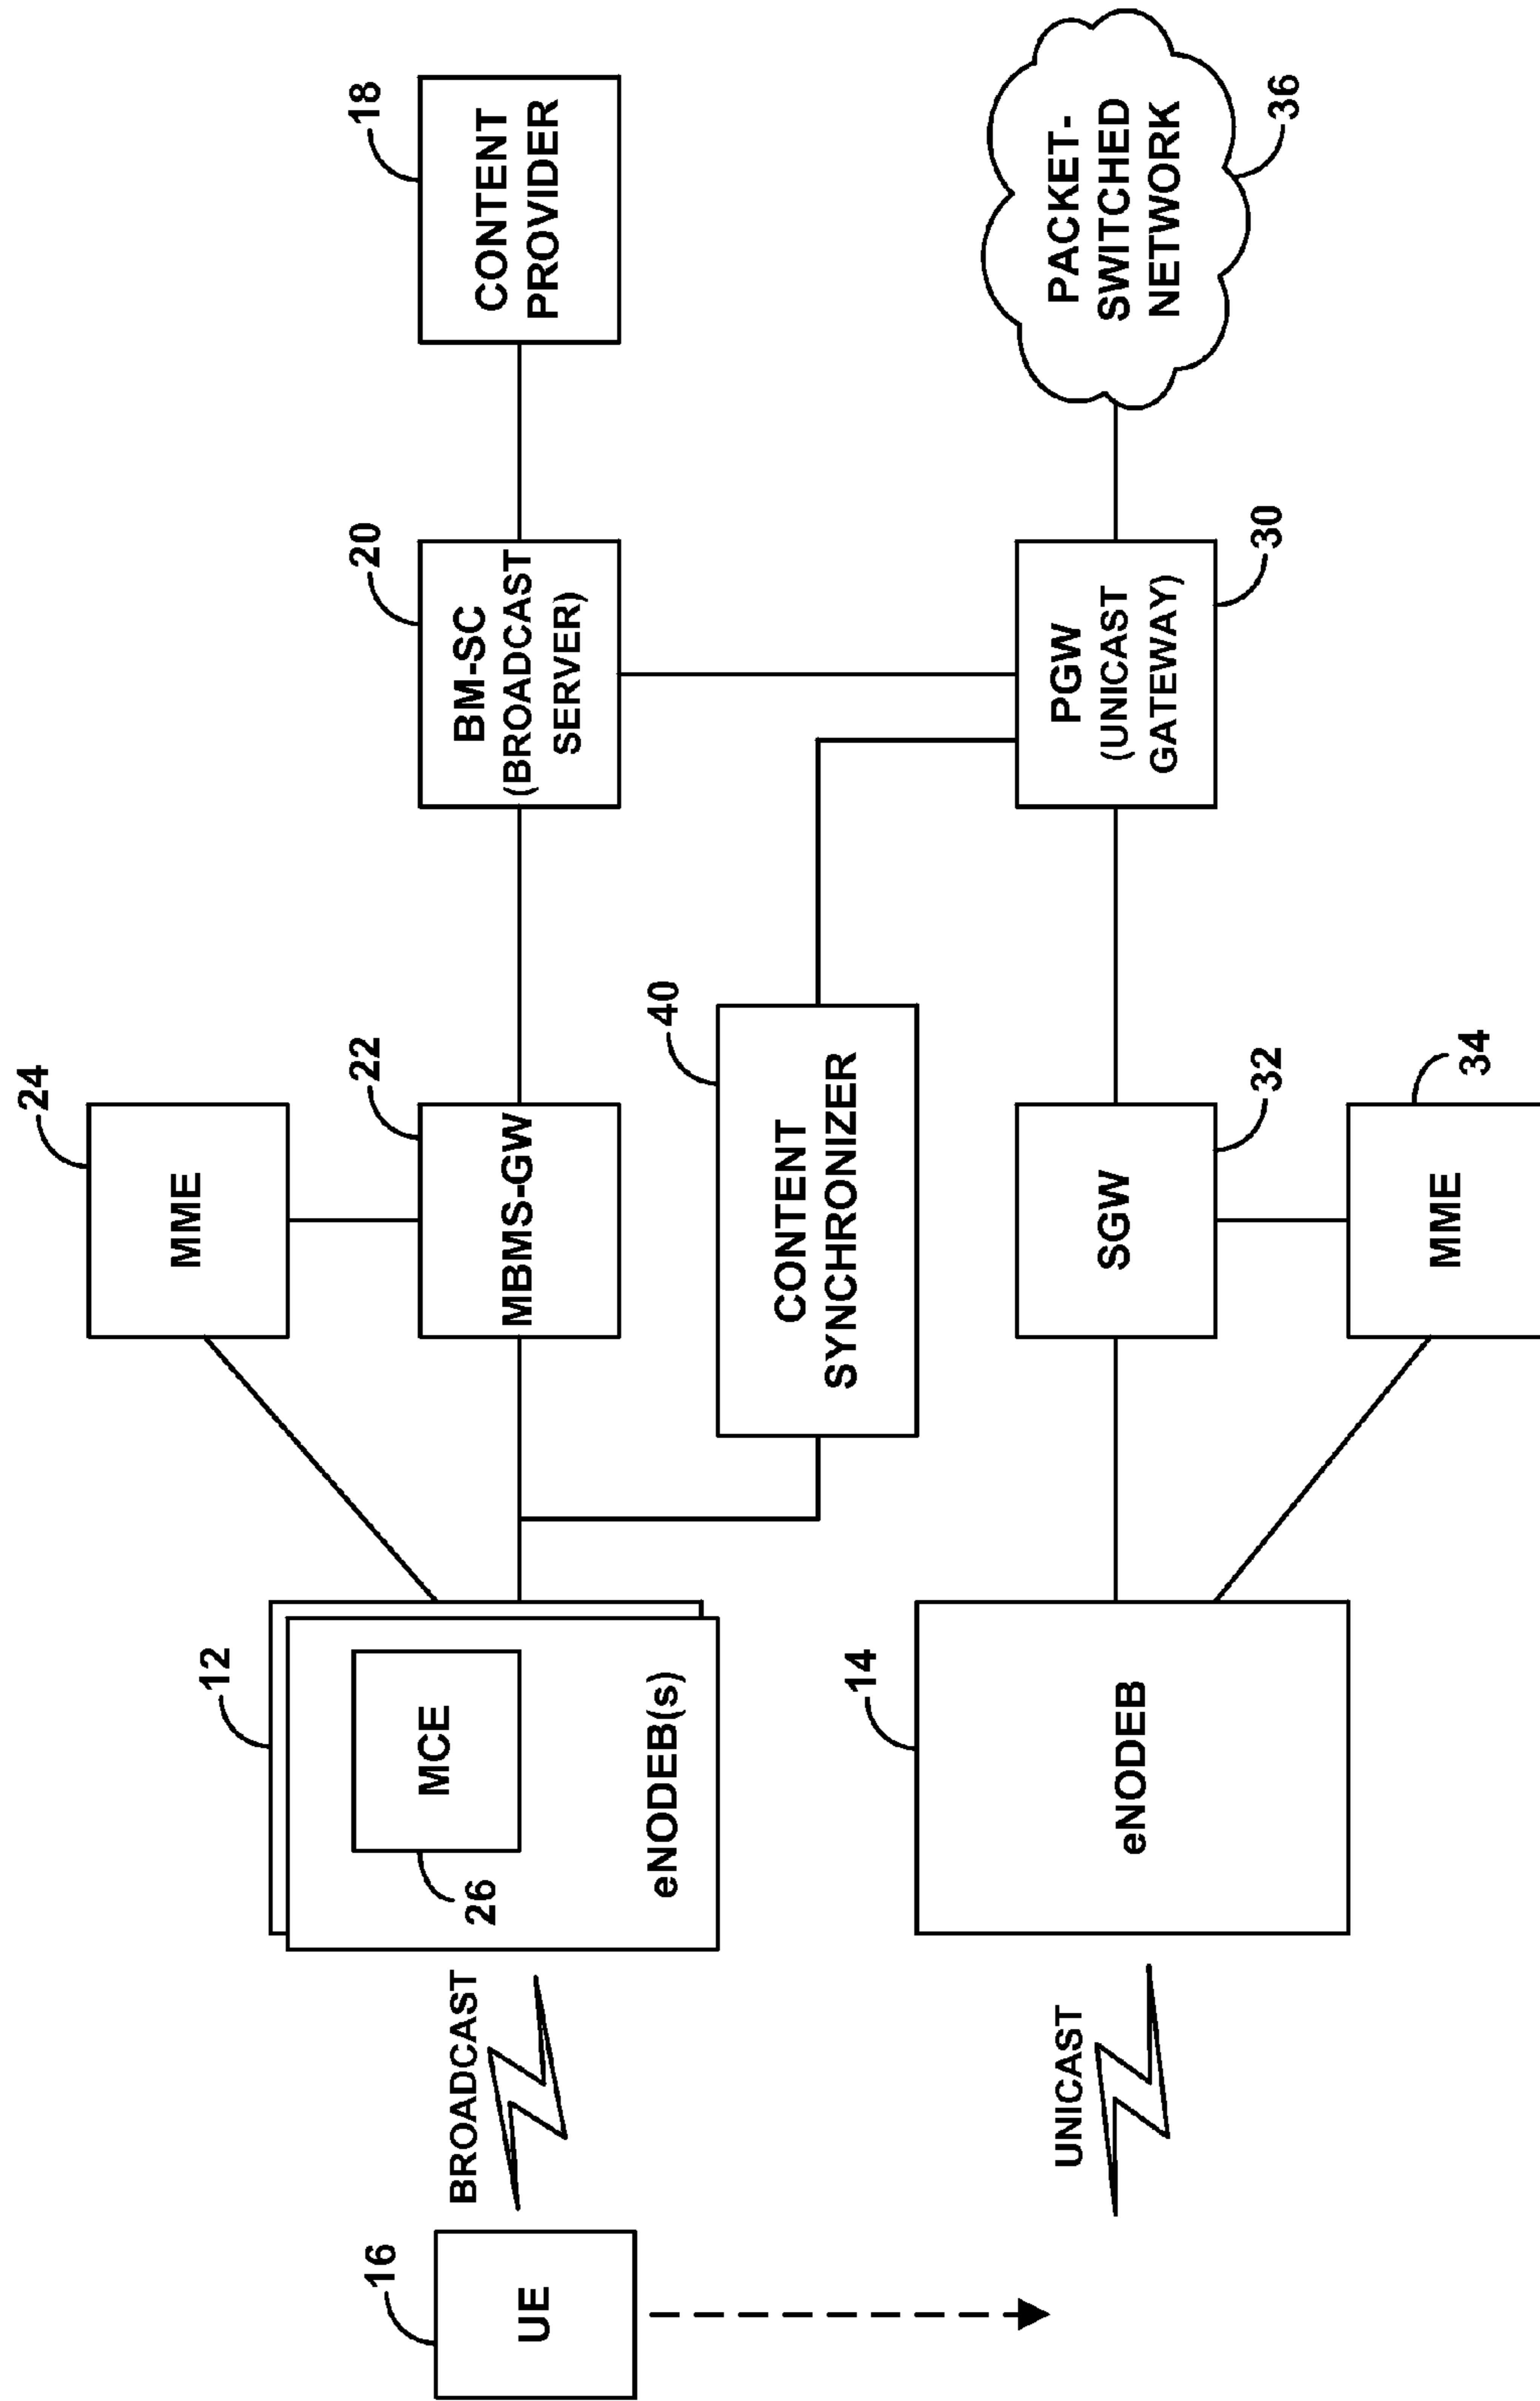 24
MME
12
MCE
26
eNODEB(s)
22
MBMS-GW
20
BM-SC
(BROADCAST
SERVER)
18
CONTENT
PROVIDER
16
UE
BROADCAST
40
CONTENT
SYNCHRONIZER
14
eNODEB
UNICAST
SGW
32
PGW
(UNICAST
GATEWAY)
30
PACKET-
SWITCHED
NETWORK
36
MME
34